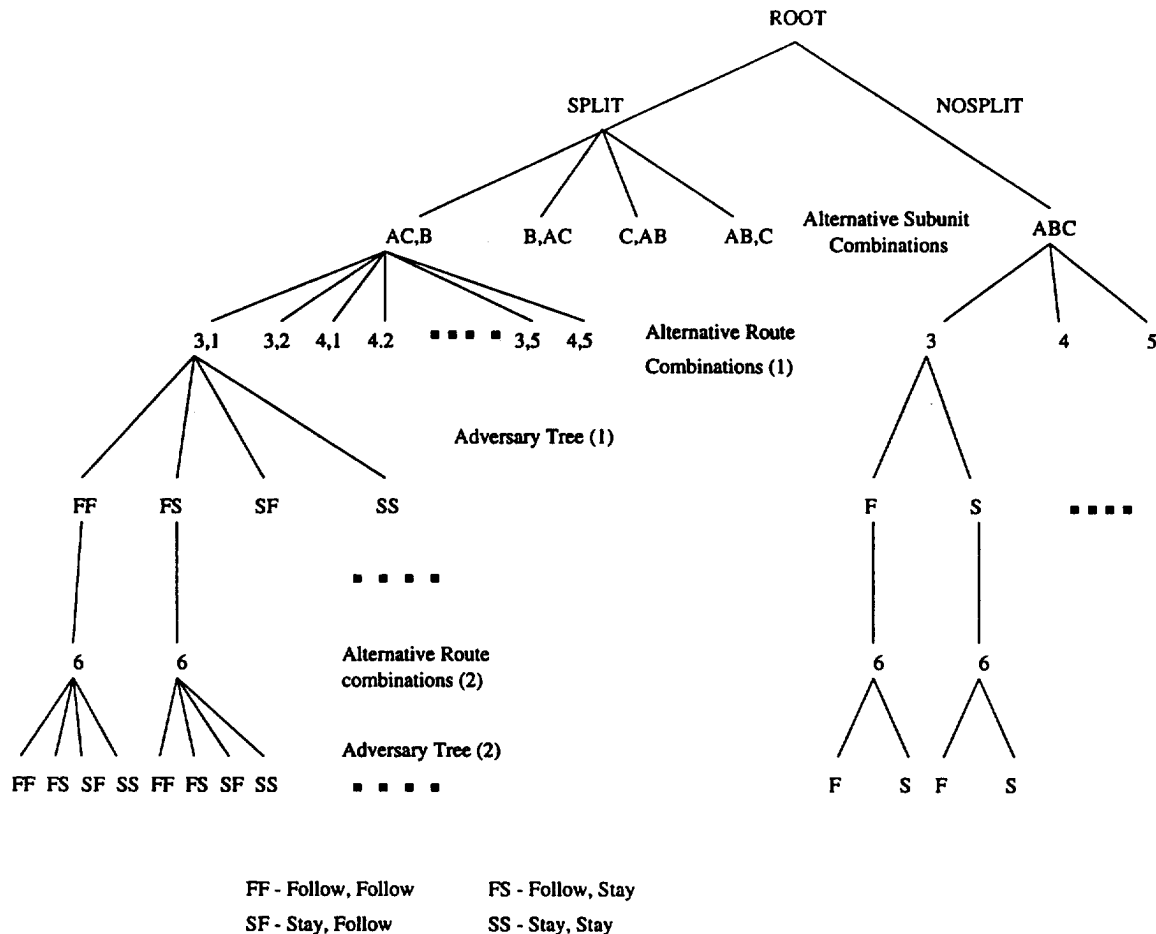 ROOT
SPLIT
NOSPLIT
AC,B
B,AC
C,AB
AB,C
Alternative Subunit
Combinations
ABC
3,1
3,2
4,1
4.2
3,5
4,5
Alternative Route
Combinations (1)
3
4
5
Adversary Tree (1)
FF
FS
SF
SS
F
S
6
6
Alternative Route
combinations (2)
6
6
Adversary Tree (2)
FF FS SF SS FF FS SF SS
F S F S
FF - Follow, Follow
FS - Follow, Stay
SF - Stay, Follow
SS - Stay, Stay